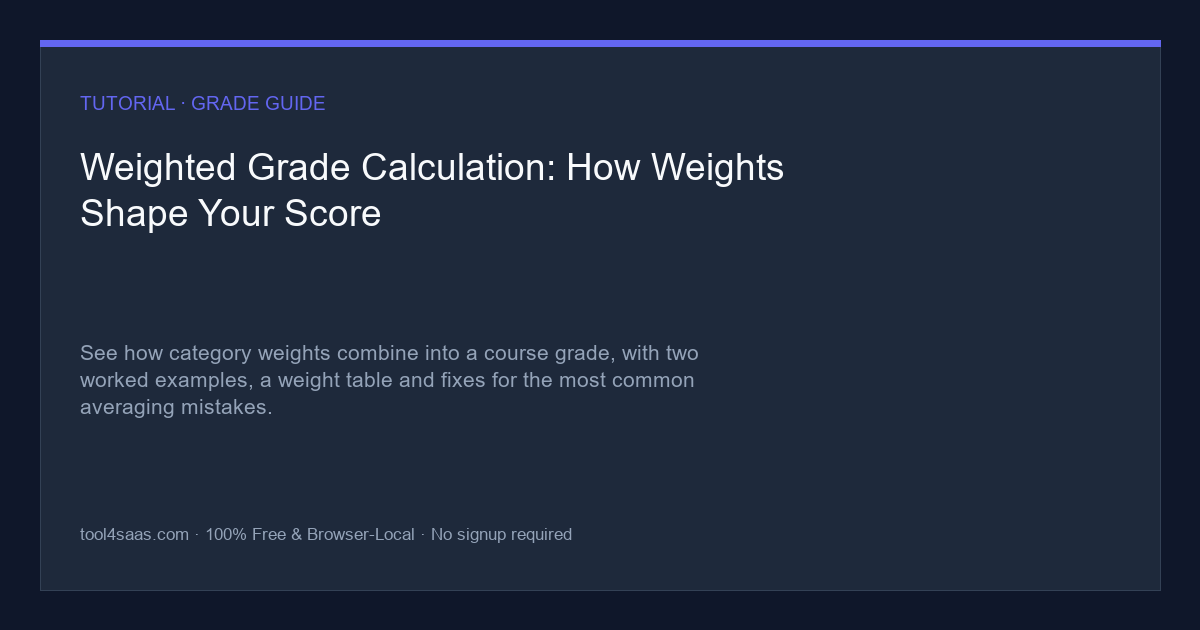 TUTORIAL · GRADE GUIDE
Weighted Grade Calculation: How Weights
Shape Your Score
See how category weights combine into a course grade, with two
worked examples, a weight table and fixes for the most common
averaging mistakes.
tool4saas.com · 100% Free & Browser-Local · No signup required